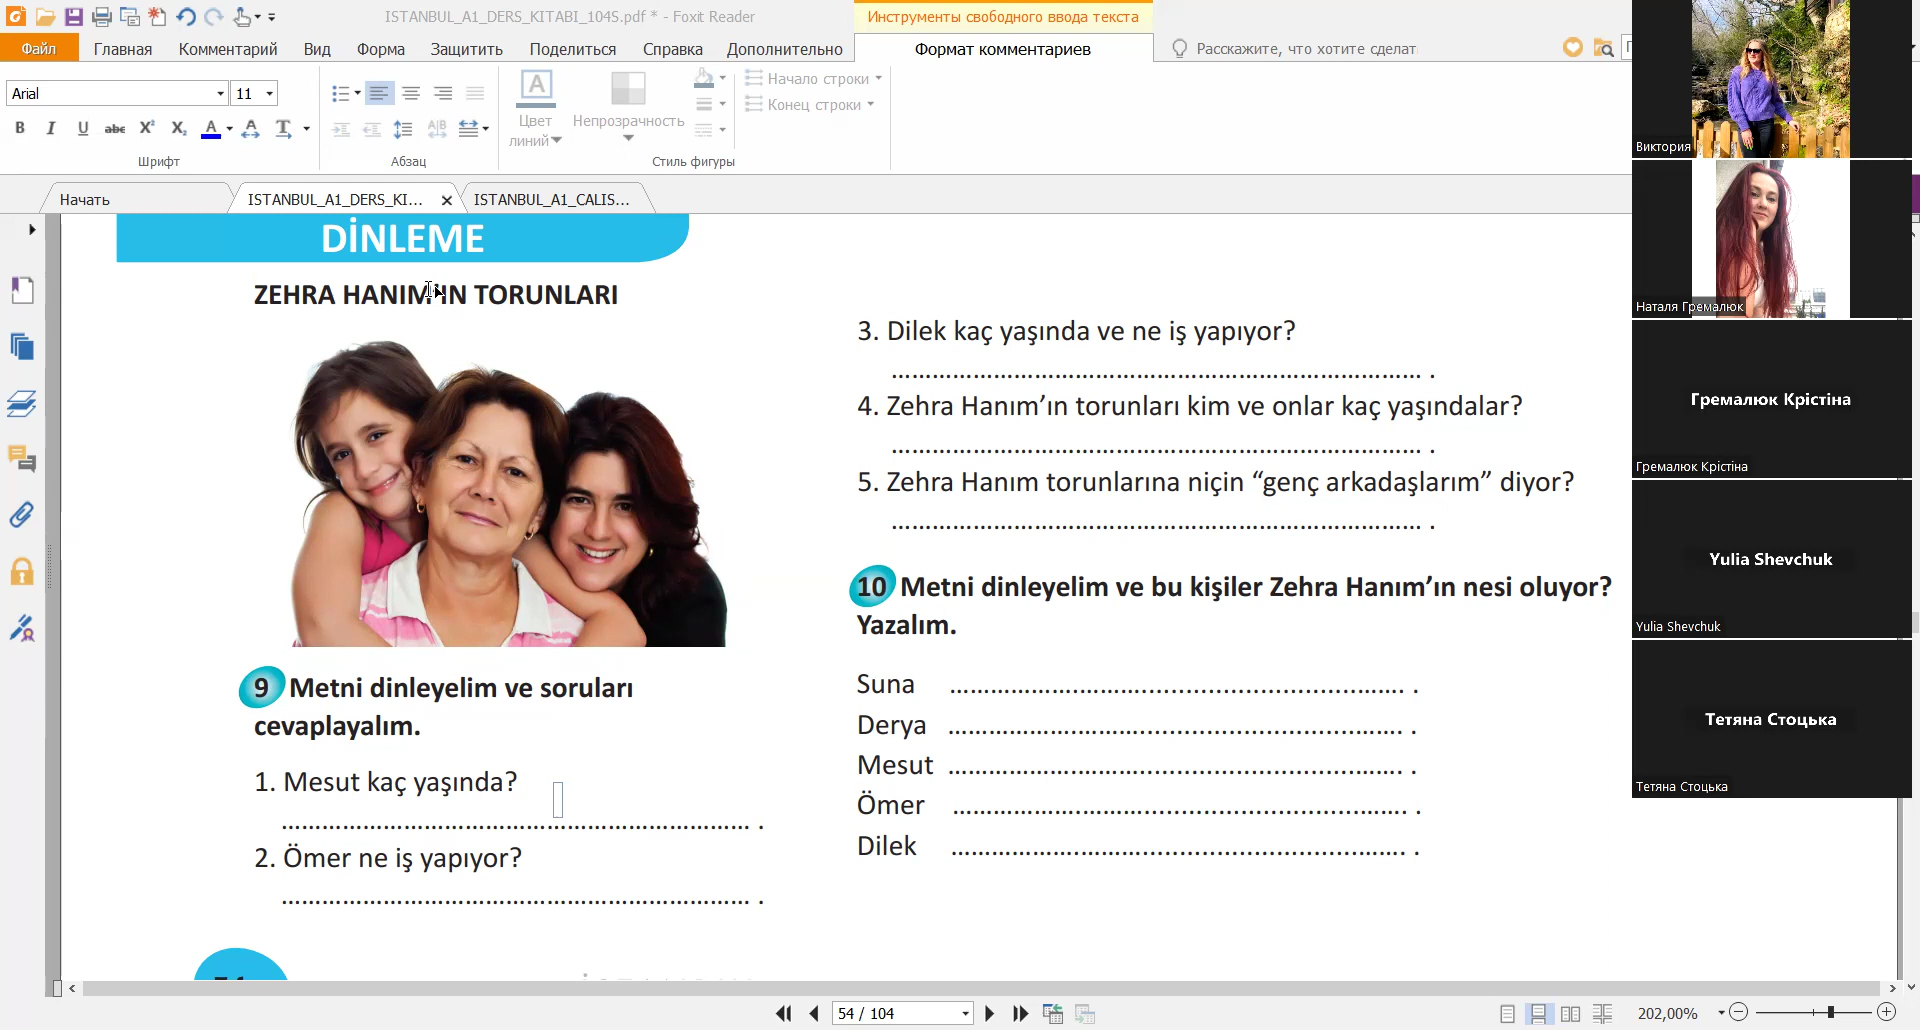 ISTANBUL_A1_DERS_KITABI_104S.pdf * - Foxit Reader
Инструменты свободного ввода текста
Файл
Главная
Комментарий
Вид
Форма
Защитить
Поделиться
Справка
Дополнительно
Формат комментариев
Расскажите, что хотите сделат
Arial
11
Цвет линий
Непрозрачность
Начало строки
Конец строки
Шрифт
Абзац
Стиль фигуры
Начать
ISTANBUL_A1_DERS_KI...
ISTANBUL_A1_CALIS...
DİNLEME
ZEHRA HANIM'IN TORUNLARI
9 Metni dinleyelim ve soruları
cevaplayalım.
1. Mesut kaç yaşında?
2. Ömer ne iş yapıyor?
3. Dilek kaç yaşında ve ne iş yapıyor?
4. Zehra Hanım’ın torunları kim ve onlar kaç yaşındalar?
5. Zehra Hanım torunlarına niçin “genç arkadaşlarım” diyor?
10 Metni dinleyelim ve bu kişiler Zehra Hanım’ın nesi oluyor?
Yazalım.
Suna
Derya
Mesut
Ömer
Dilek
Виктория
Наталя Гремалюк
Гремалюк Крістіна
Гремалюк Крістіна
Yulia Shevchuk
Yulia Shevchuk
Тетяна Стоцька
Тетяна Стоцька
54 / 104
202,00%